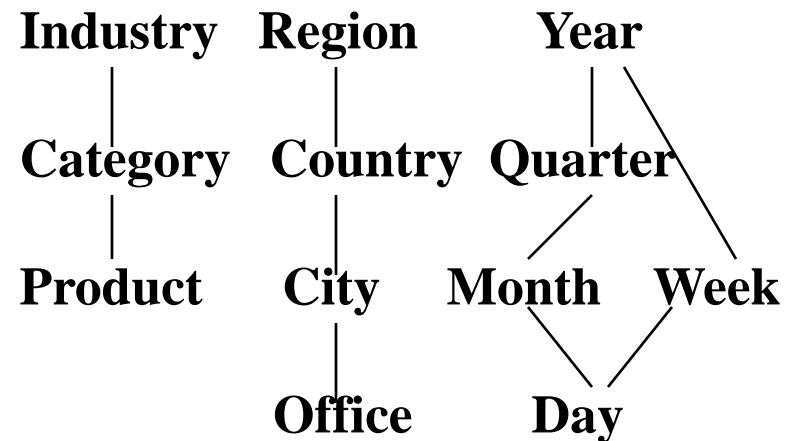 Industry Region Year
Category Country Quarter
Product City Month Week
Office Day